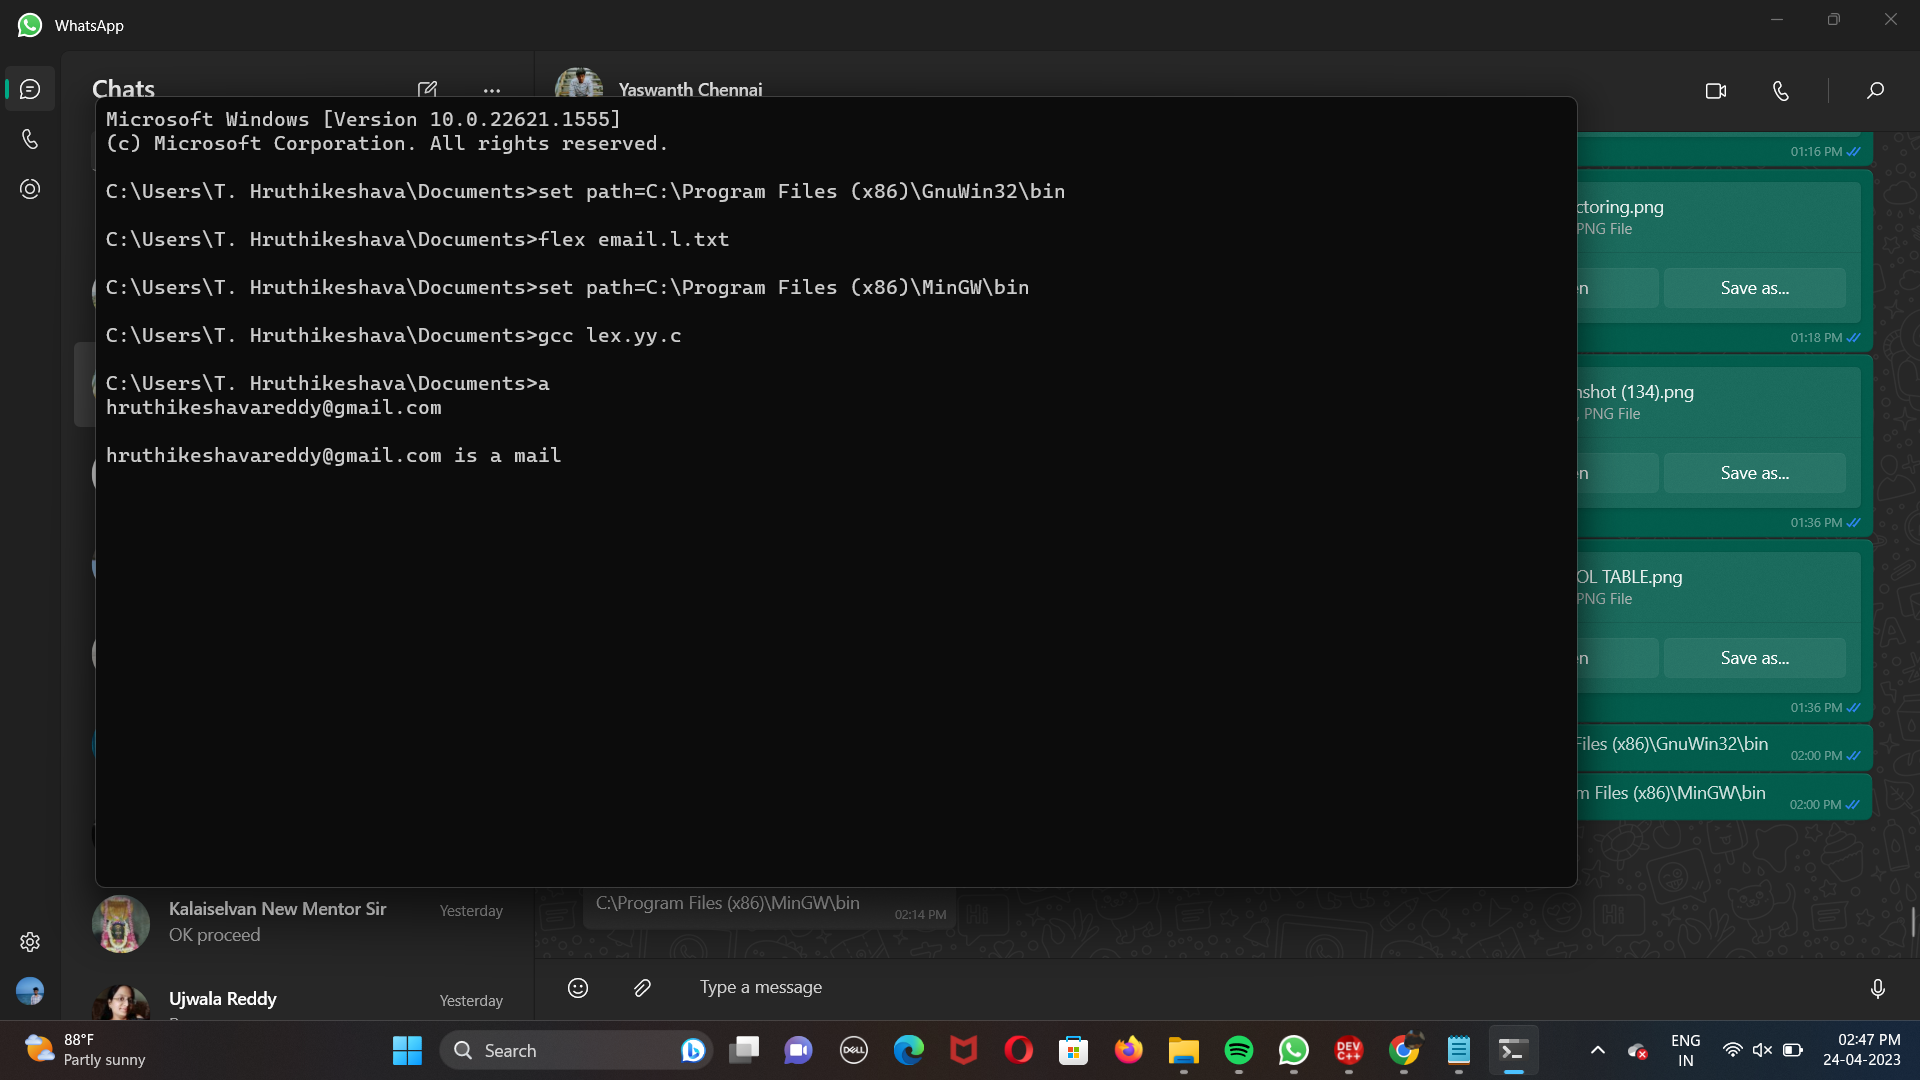 WhatsApp
Chats
Yaswanth Chennai
Microsoft Windows [Version 10.0.22621.1555]
(c) Microsoft Corporation. All rights reserved.
C:\Users\T. Hruthikeshava\Documents>set path=C:\Program Files (x86)\GnuWin32\bin
C:\Users\T. Hruthikeshava\Documents>flex email.l.txt
C:\Users\T. Hruthikeshava\Documents>set path=C:\Program Files (x86)\MinGW\bin
C:\Users\T. Hruthikeshava\Documents>gcc lex.yy.c
C:\Users\T. Hruthikeshava\Documents>a
hruthikeshavareddy@gmail.com
hruthikeshavareddy@gmail.com is a mail
01:16 PM
ctoring.png
PNG File
en Save as...
01:18 PM
nshot (134).png
, PNG File
en Save as...
01:36 PM
OL TABLE.png
PNG File
en Save as...
01:36 PM
Files (x86)\GnuWin32\bin
02:00 PM
m Files (x86)\MinGW\bin
02:00 PM
C:\Program Files (x86)\MinGW\bin
02:14 PM
Kalaiselvan New Mentor Sir Yesterday
OK proceed
Ujwala Reddy Yesterday
Type a message
88°F
Partly sunny
Search
DELL
DEV
C++
ENG
IN
02:47 PM
24-04-2023